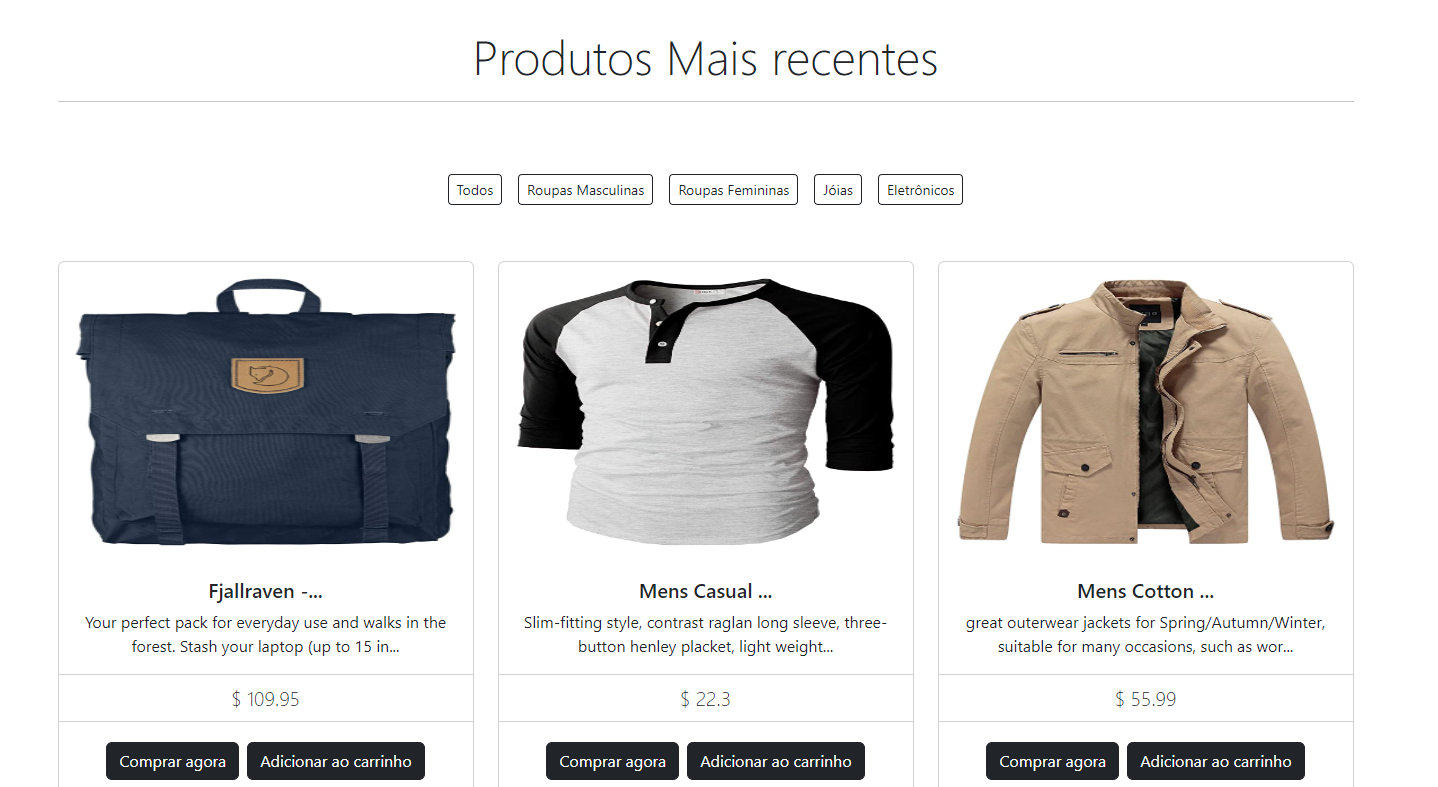 Produtos Mais recentes
Todos
Roupas Masculinas
Roupas Femininas
Jóias
Eletrônicos
Fjallraven -...
Your perfect pack for everyday use and walks in the
forest. Stash your laptop (up to 15 in...
$ 109.95
Comprar agora
Adicionar ao carrinho
Mens Casual ...
Slim-fitting style, contrast raglan long sleeve, three-
button henley placket, light weight...
$ 22.3
Comprar agora
Adicionar ao carrinho
Mens Cotton ...
great outerwear jackets for Spring/Autumn/Winter,
suitable for many occasions, such as wor...
$ 55.99
Comprar agora
Adicionar ao carrinho